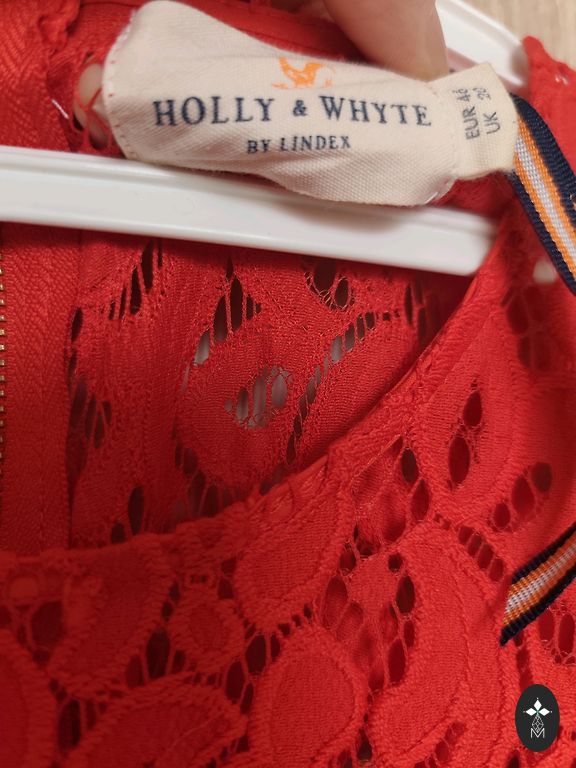 HOLLY & WHYTE
BY LINDEX
EUR 46
UK 20